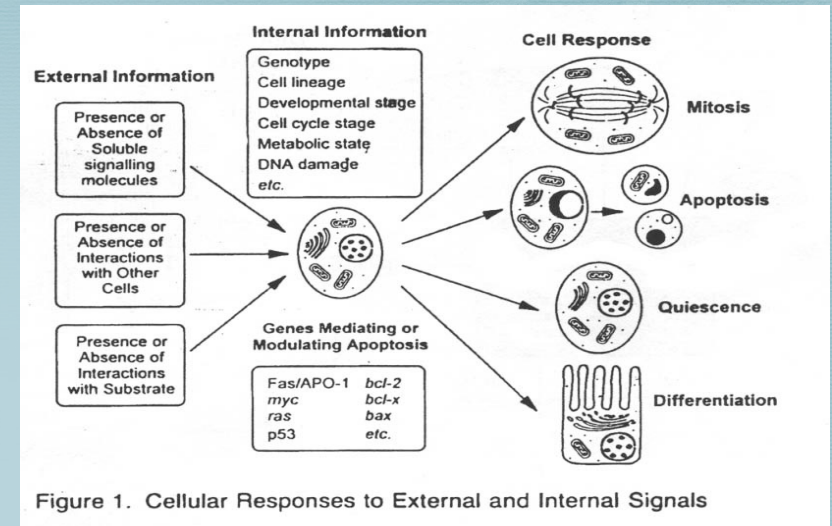 External Information
Presence or
Absence of
Soluble
signalling
molecules
Presence or
Absence of
Interactions
with Other
Cells
Presence or
Absence of
Interactions
with Substrate
Internal Information
Genotype
Cell lineage
Developmental stage
Cell cycle stage
Metabolic state
DNA damage
etc.
Genes Mediating or
Modulating Apoptosis
Fas/APO-1 bcl-2
myc bcl-x
ras bax
p53 etc.
Cell Response
Mitosis
Apoptosis
Quiescence
Differentiation
Figure 1. Cellular Responses to External and Internal Signals